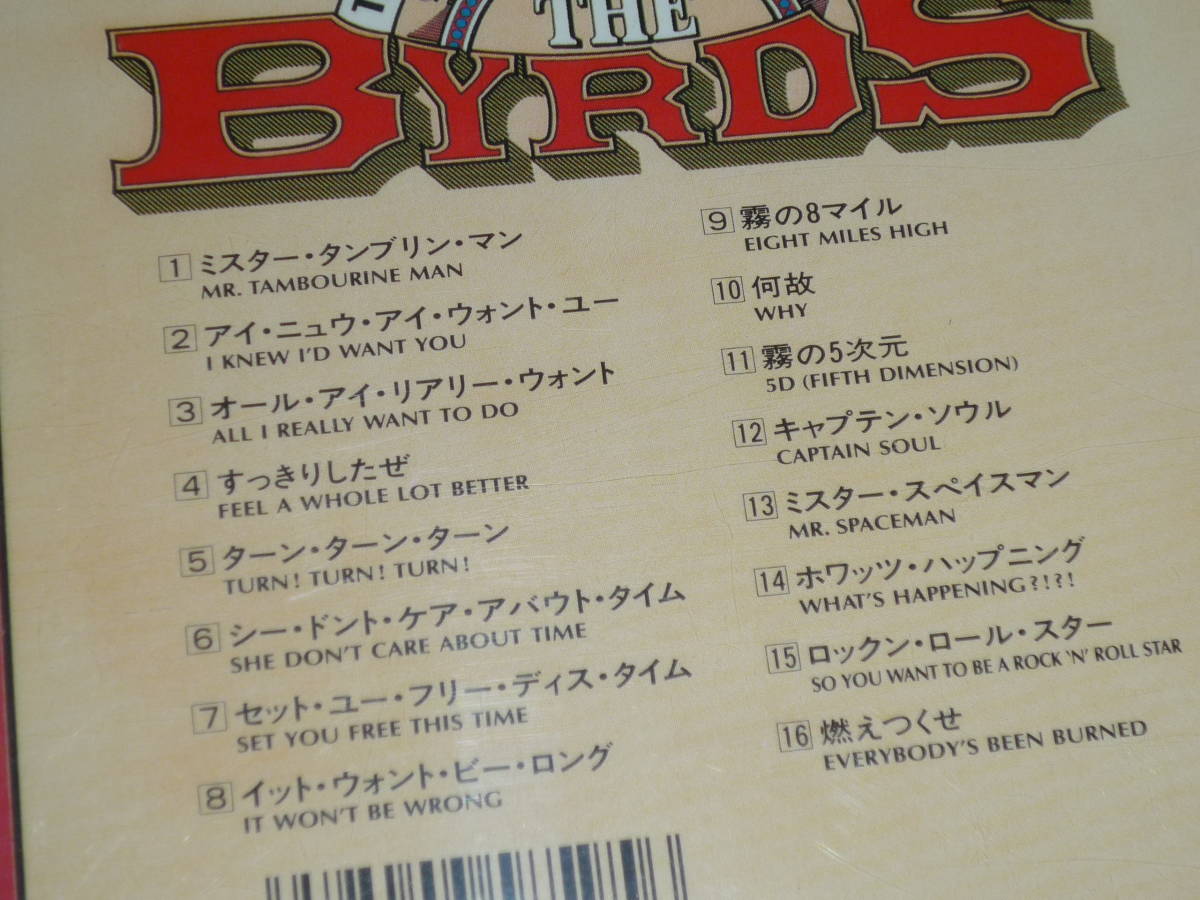 THE
BYRDS
1 ミスター・タンブリン・マン
MR. TAMBOURINE MAN
2 アイ・ニュウ・アイ・ウォント・ユー
I KNEW I'D WANT YOU
3 オール・アイ・リアリー・ウォント
ALL I REALLY WANT TO DO
4 すっきりしたぜ
FEEL A WHOLE LOT BETTER
5 ターン・ターン・ターン
TURN! TURN! TURN!
6 シー・ドント・ケア・アバウト・タイム
SHE DON'T CARE ABOUT TIME
7 セット・ユー・フリー・ディス・タイム
SET YOU FREE THIS TIME
8 イット・ウォント・ビー・ロング
IT WON'T BE WRONG
9 霧の8マイル
EIGHT MILES HIGH
10 何故
WHY
11 霧の5次元
5D (FIFTH DIMENSION)
12 キャプテン・ソウル
CAPTAIN SOUL
13 ミスター・スペイスマン
MR. SPACEMAN
14 ホワッツ・ハップニング
WHAT'S HAPPENING?!?!
15 ロックン・ロール・スター
SO YOU WANT TO BE A ROCK 'N' ROLL STAR
16 燃えつくせ
EVERYBODY'S BEEN BURNED